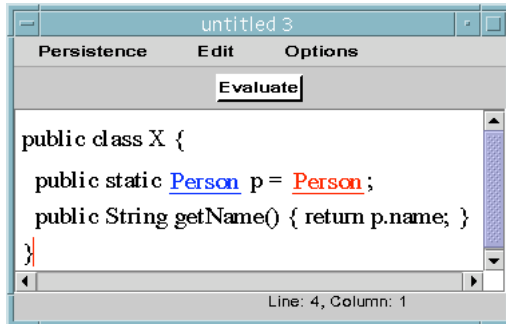 untitled 3
Persistence Edit Options
Evaluate
public class X {
public static Person p = Person ;
public String getName() { return p.name; }
}
Line: 4, Column: 1